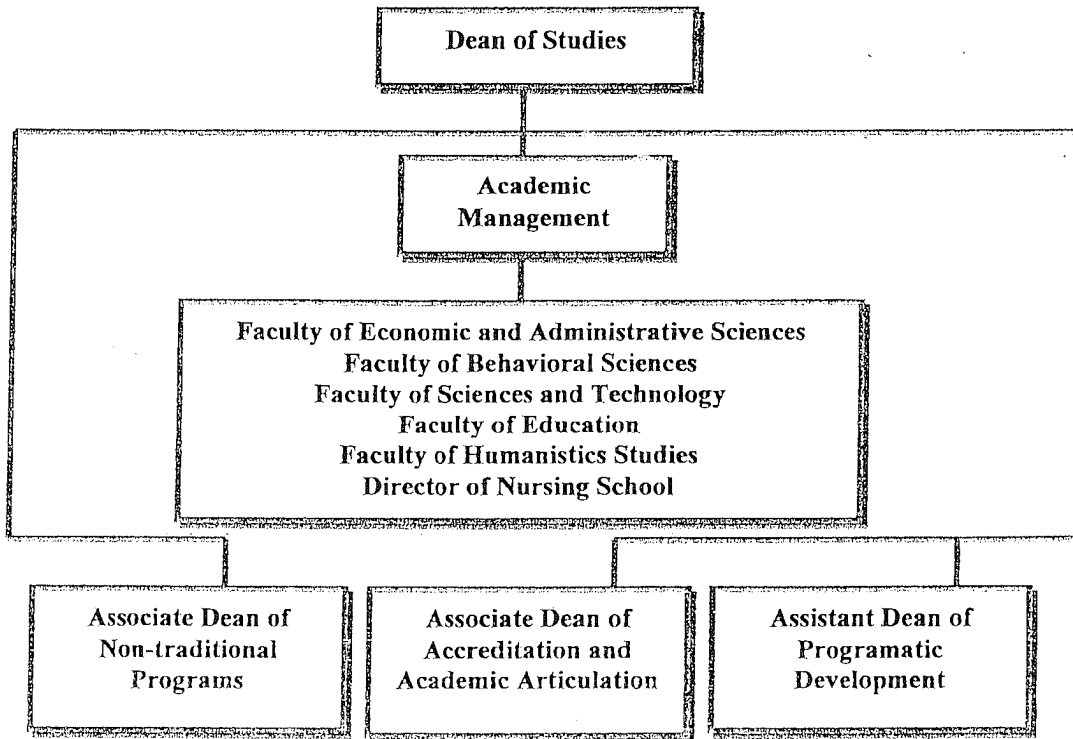 Dean of Studies
Academic
Management
Faculty of Economic and Administrative Sciences
Faculty of Behavioral Sciences
Faculty of Sciences and Technology
Faculty of Education
Faculty of Humanistics Studies
Director of Nursing School
Associate Dean of
Non-traditional
Programs
Associate Dean of
Accreditation and
Academic Articulation
Assistant Dean of
Programatic
Development